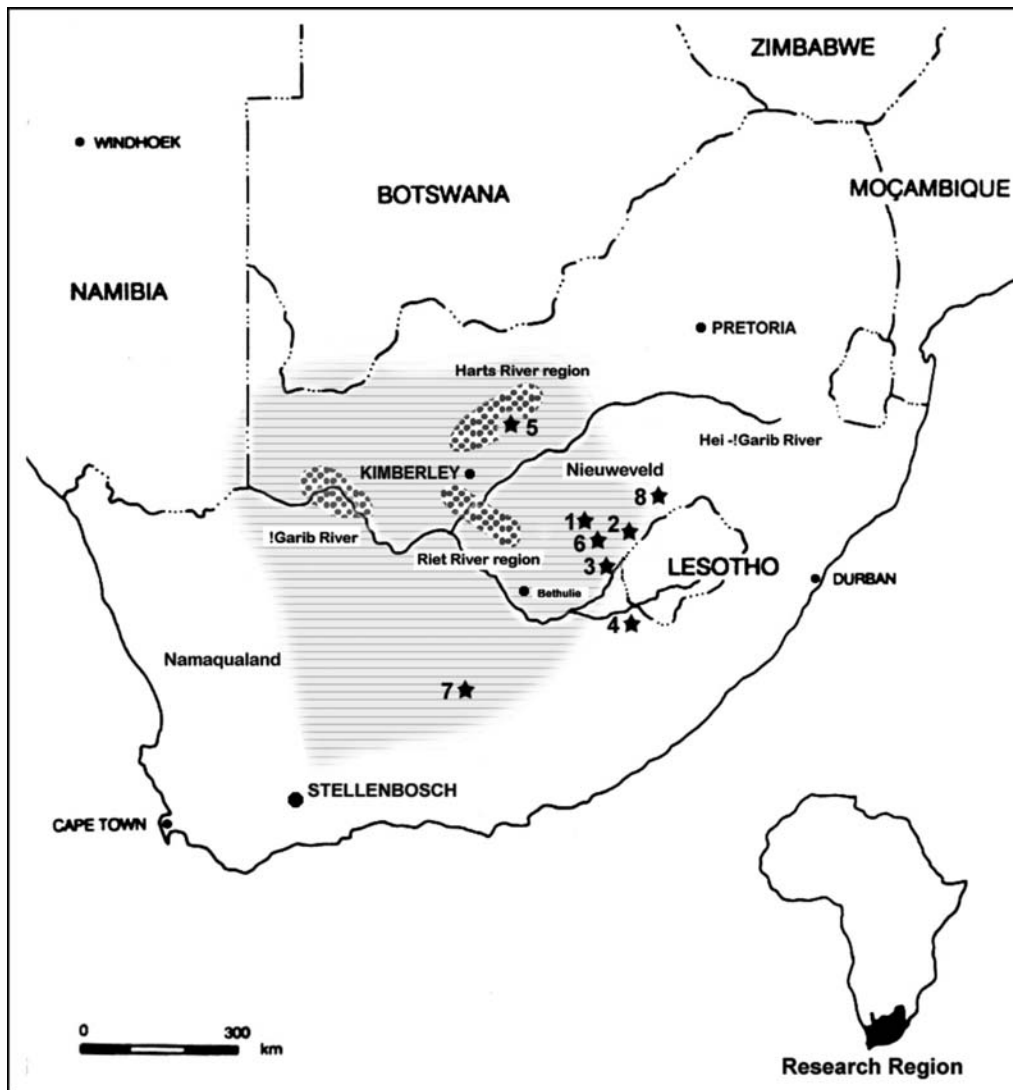 ZIMBABWE
WINDHOEK
BOTSWANA
MOÇAMBIQUE
NAMIBIA
PRETORIA
Harts River region
5
Hei -!Garib River
KIMBERLEY
Nieuweveld
8
1
2
!Garib River
6
Riet River region
3
LESOTHO
DURBAN
Bethulie
4
Namaqualand
7
STELLENBOSCH
CAPE TOWN
0
300
km
Research Region